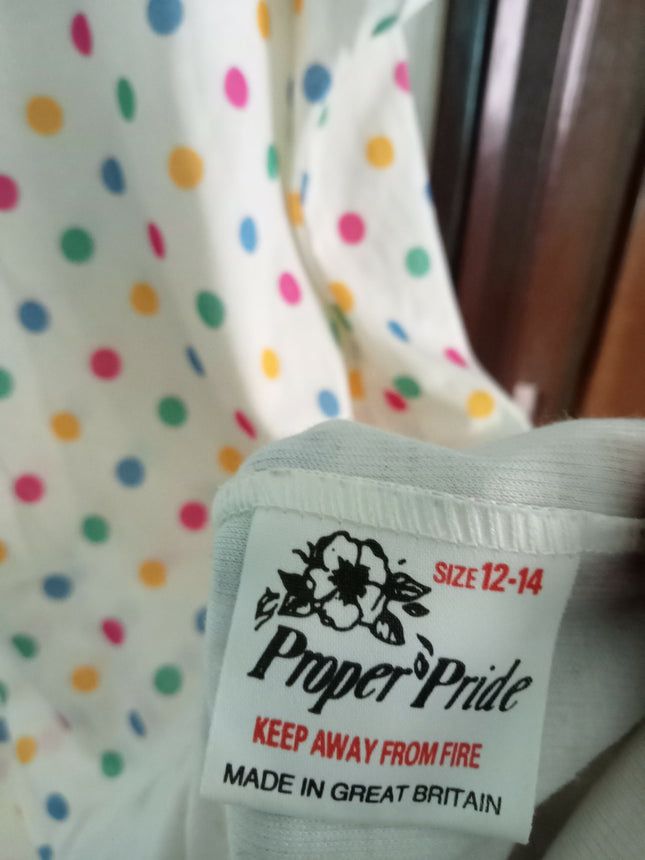 SIZE 12-14
Proper Pride
KEEP AWAY FROM FIRE
MADE IN GREAT BRITAIN